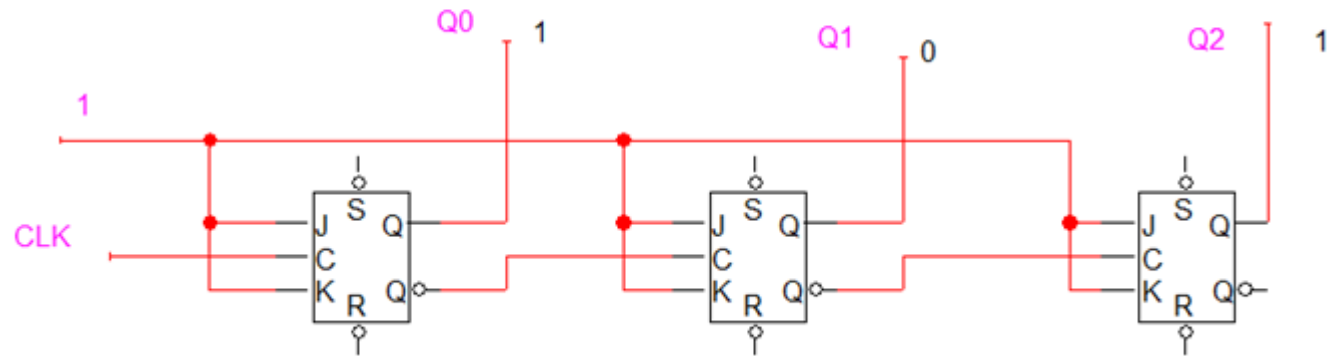 Q0 1 Q1 0 Q2 1
1
S S S
J Q J Q J Q
CLK C C C
K Q K Q K Q
R R R